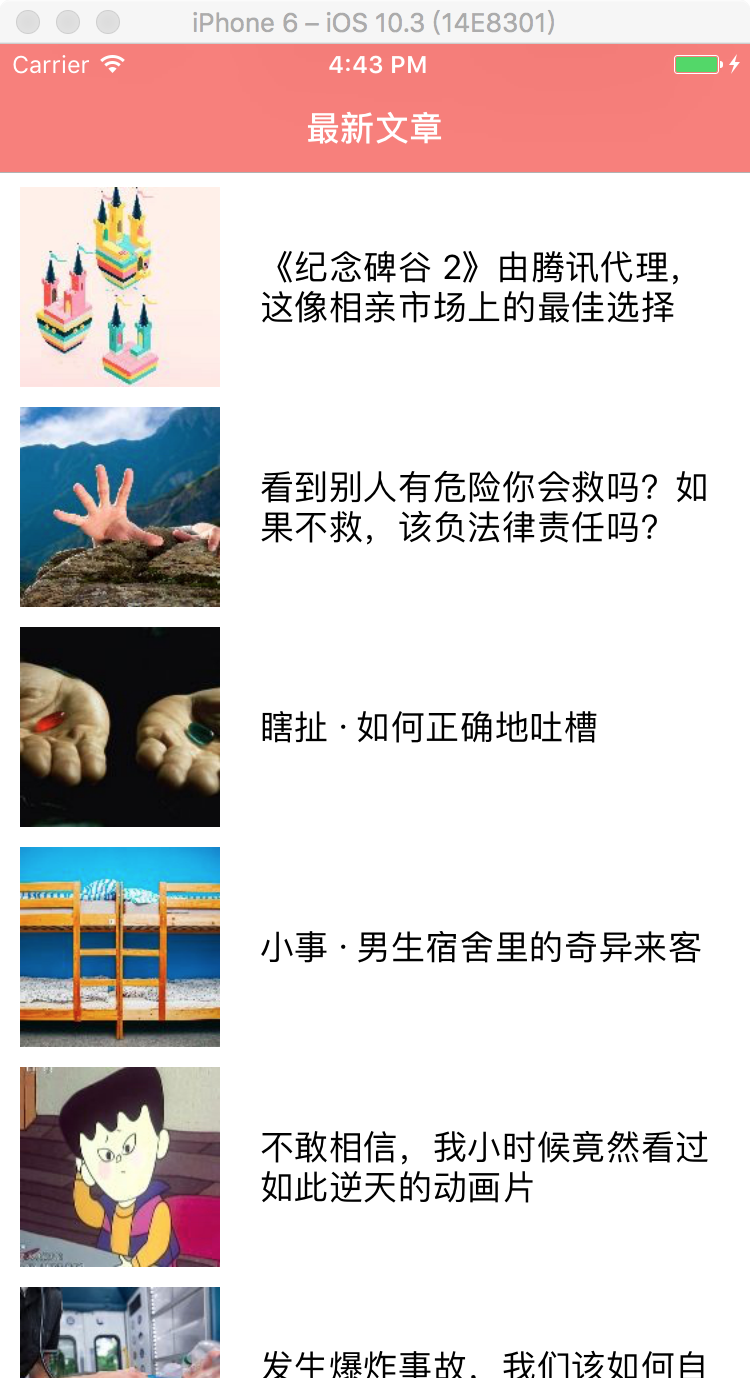 iPhone 6 – iOS 10.3 (14E8301)
Carrier 4:43 PM
最新文章
《纪念碑谷 2》由腾讯代理，
这像相亲市场上的最佳选择
看到别人有危险你会救吗？如
果不救，该负法律责任吗？
瞎扯 · 如何正确地吐槽
小事 · 男生宿舍里的奇异来客
不敢相信，我小时候竟然看过
如此逆天的动画片
发生爆炸事故，我们该如何自